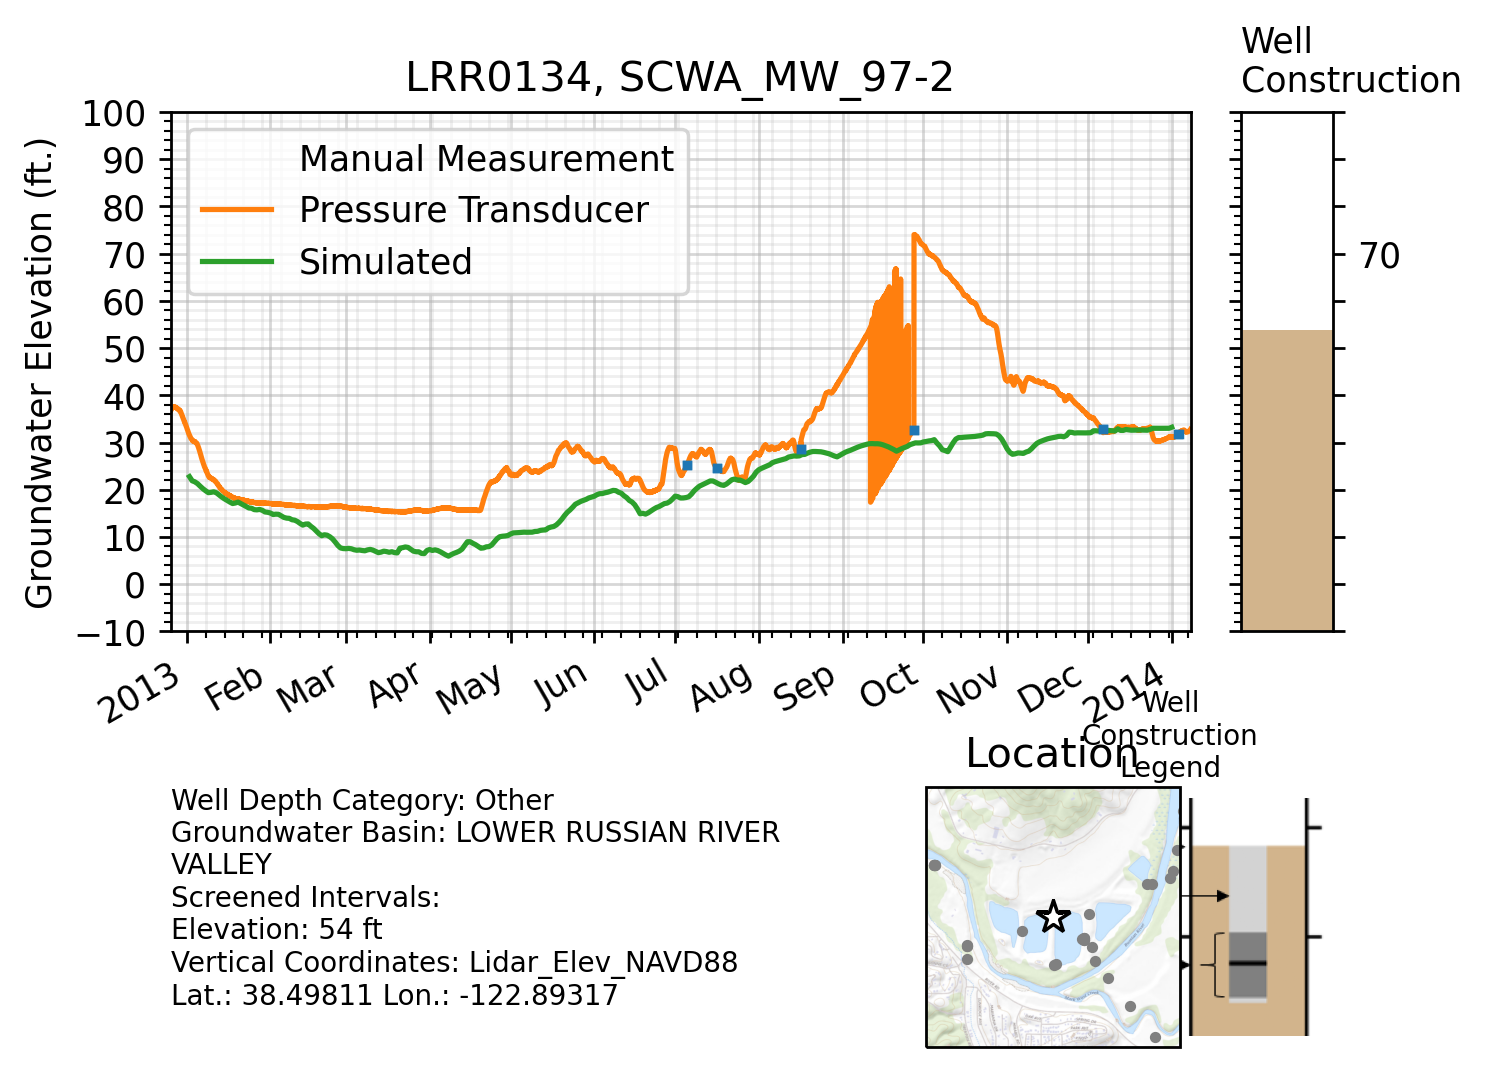 Well
Construction
LRR0134, SCWA_MW_97-2
Groundwater Elevation (ft.)
100
90
80
70
60
50
40
30
20
10
0
−10
Manual Measurement
Pressure Transducer
Simulated
70
2013
Feb
Mar
Apr
May
Jun
Jul
Aug
Sep
Oct
Nov
Dec
2014
Well
Construction
Legend
Location
Well Depth Category: Other
Groundwater Basin: LOWER RUSSIAN RIVER
VALLEY
Screened Intervals:
Elevation: 54 ft
Vertical Coordinates: Lidar_Elev_NAVD88
Lat.: 38.49811 Lon.: -122.89317